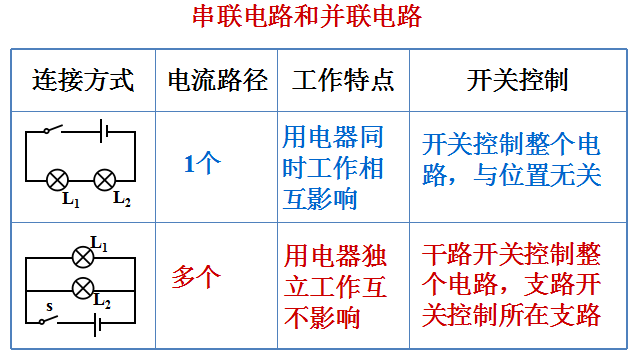 串联电路和并联电路
连接方式
电流路径
工作特点
开关控制
L1
L2
1个
用电器同
时工作相
互影响
开关控制整个电
路，与位置无关
L1
L2
s
多个
用电器独
立工作互
不影响
干路开关控制整
个电路，支路开
关控制所在支路